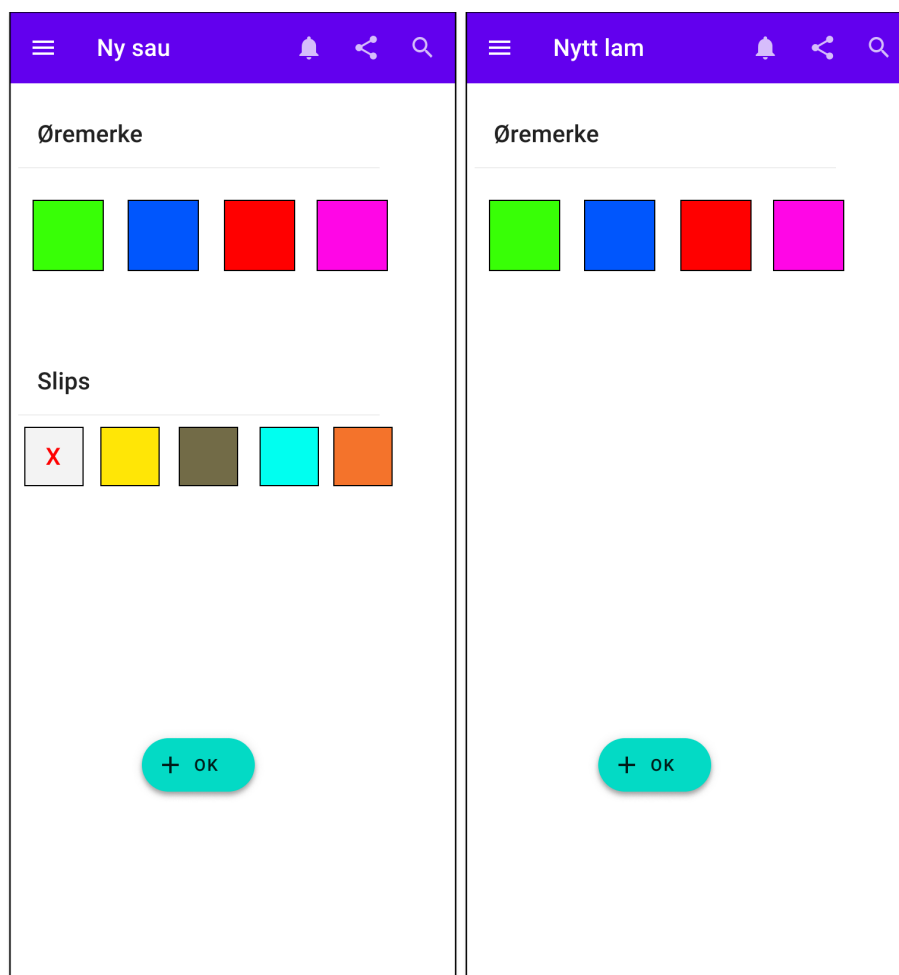 Ny sau
Øremerke
Slips
X
+ OK
Nytt lam
Øremerke
+ OK